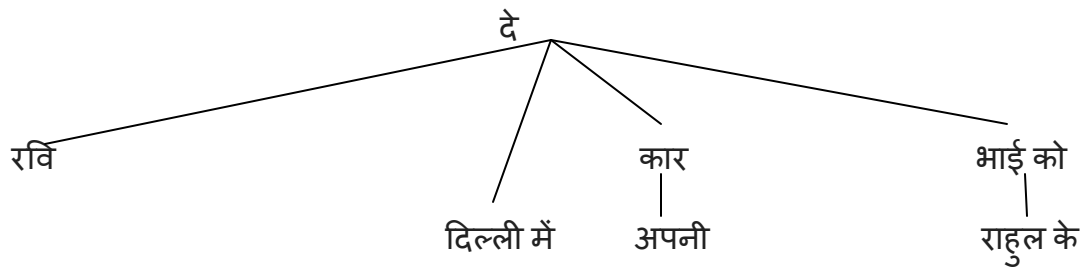 दे
रवि कार भाई को
दिल्ली में अपनी राहुल के